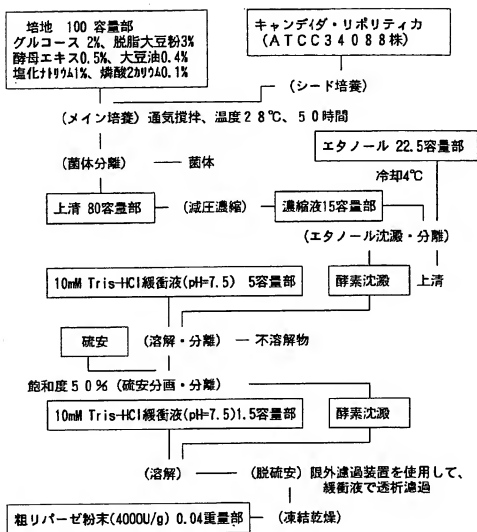 培地 100 容量部
グルコース 2%、脱脂大豆粉3%
酵母エキス0.5%、大豆油0.4%
塩化ナトリウム1%、燐酸2カリウム0.1%
キャンデイダ・リポリティカ
(ATCC34088株)
(シード培養)
(メイン培養) 通気攪拌、温度28℃、50時間
(菌体分離) ── 菌体
エタノール 22.5容量部
冷却4℃
上清 80容量部 ─ (減圧濃縮) ─ 濃縮液15容量部
(エタノール沈澱・分離)
10mM Tris-HCl緩衝液(pH=7.5) 5容量部
酵素沈澱 上清
硫安 (溶解・分離) ─ 不溶解物
飽和度50% (硫安分画・分離)
10mM Tris-HCl緩衝液(pH=7.5)1.5容量部
酵素沈澱
(溶解) ── (脱硫安) 限外濾過装置を使用して、
緩衝液で透析濾過
粗リパーゼ粉末(4000U/g) 0.04重量部 ─ (凍結乾燥)